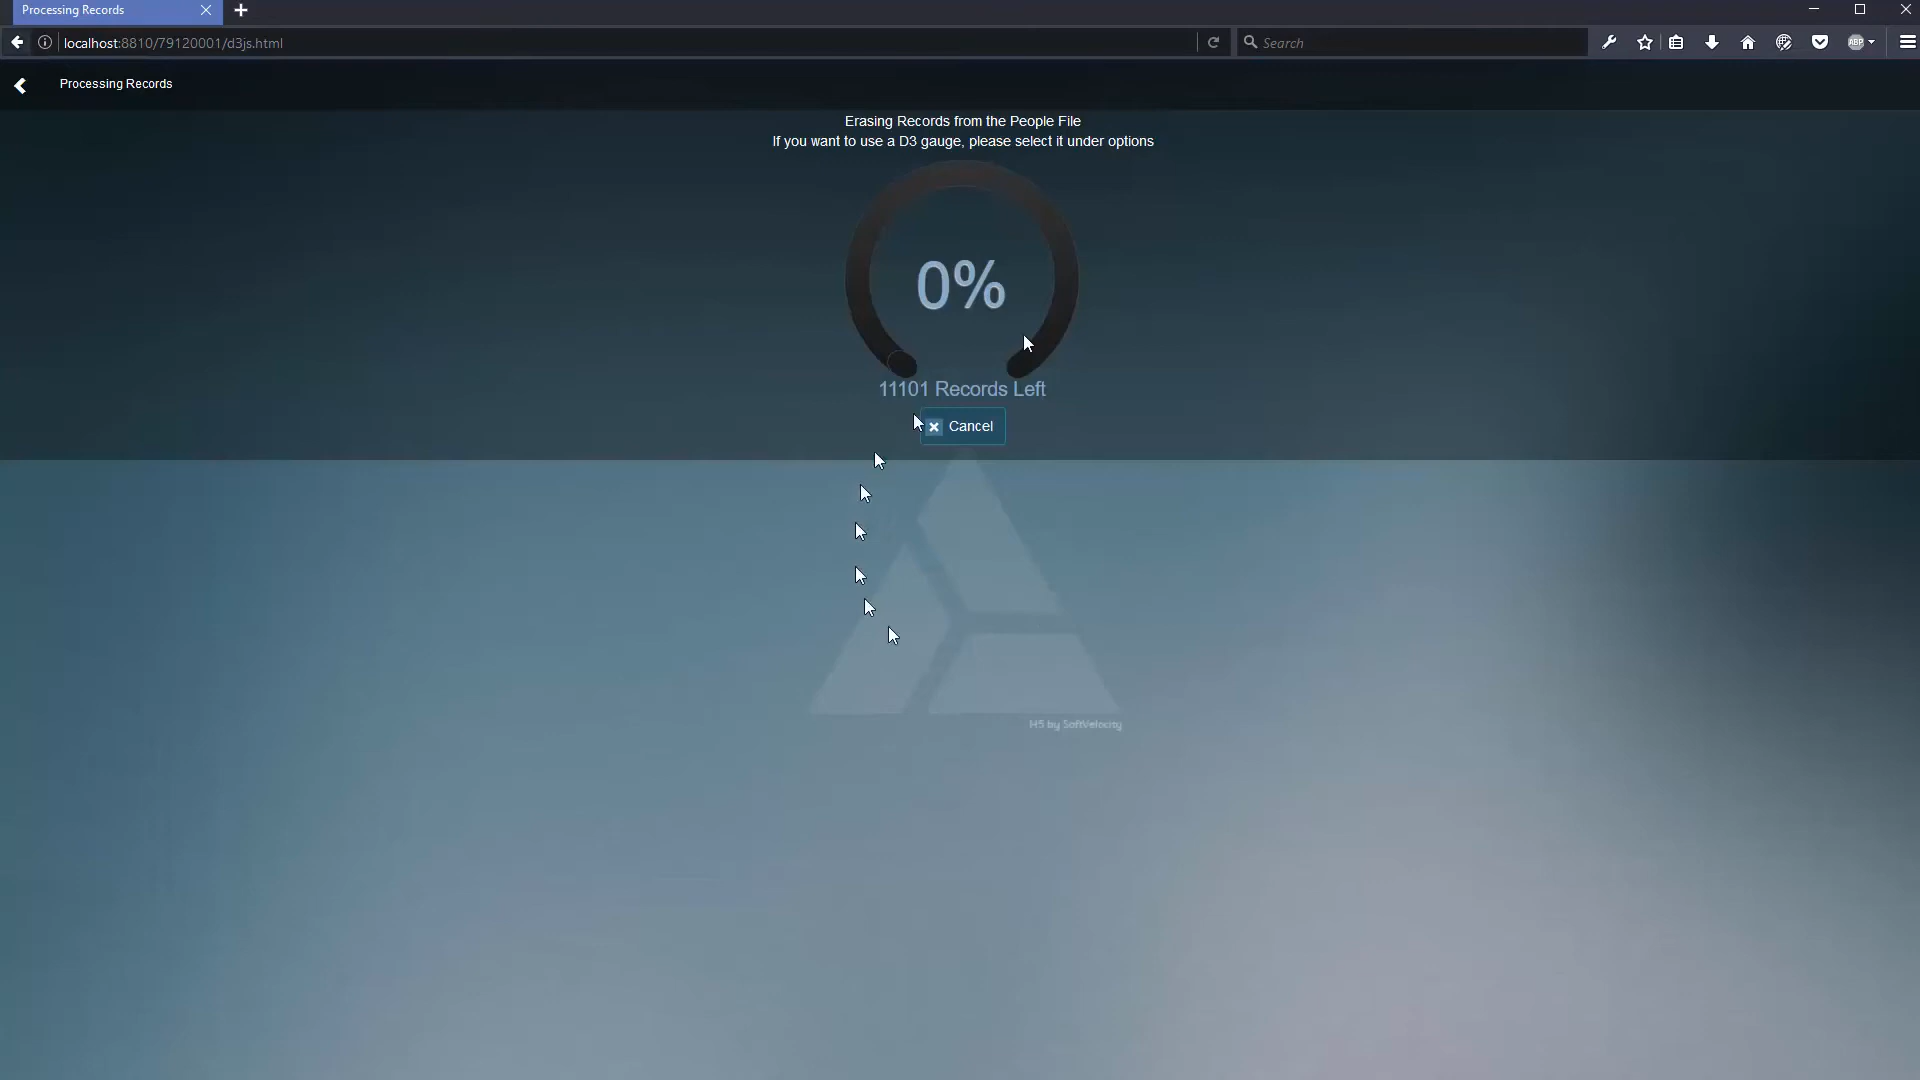 Processing Records
localhost:8810/79120001/d3js.html
Search
ABP
Processing Records
Erasing Records from the People File
If you want to use a D3 gauge, please select it under options
0%
11101 Records Left
Cancel
H5 by SoftVelocity